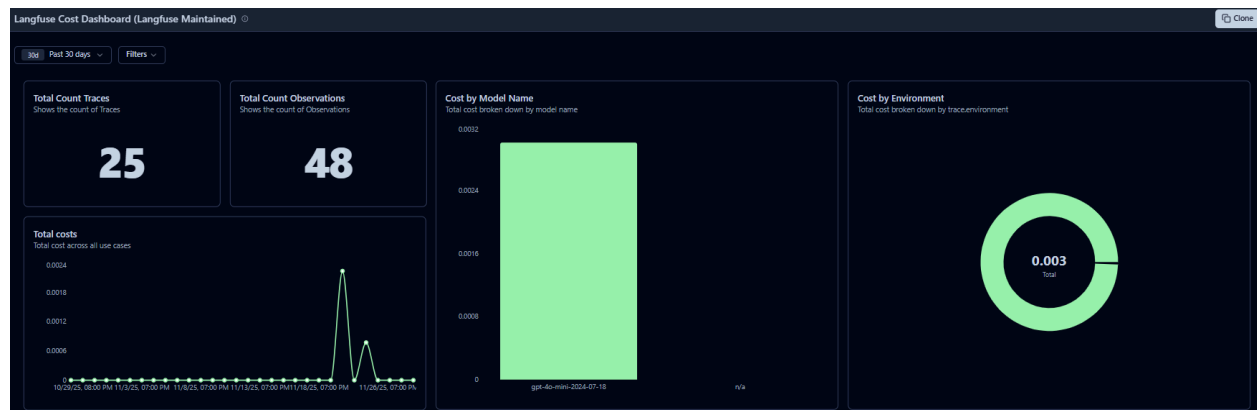 Langfuse Cost Dashboard (Langfuse Maintained)
Clone
30d Past 30 days
Filters
Total Count Traces
Shows the count of Traces
25
Total Count Observations
Shows the count of Observations
48
Total costs
Total cost across all use cases
0.0024
0.0018
0.0012
0.0006
0
10/29/25, 08:00 PM 11/3/25, 07:00 PM 11/8/25, 07:00 PM 11/13/25, 07:00 PM 11/18/25, 07:00 PM 11/26/25, 07:00 PM
Cost by Model Name
Total cost broken down by model name
0.0032
0.0024
0.0016
0.0008
0
gpt-4o-mini-2024-07-18 n/a
Cost by Environment
Total cost broken down by trace.environment
0.003
Total